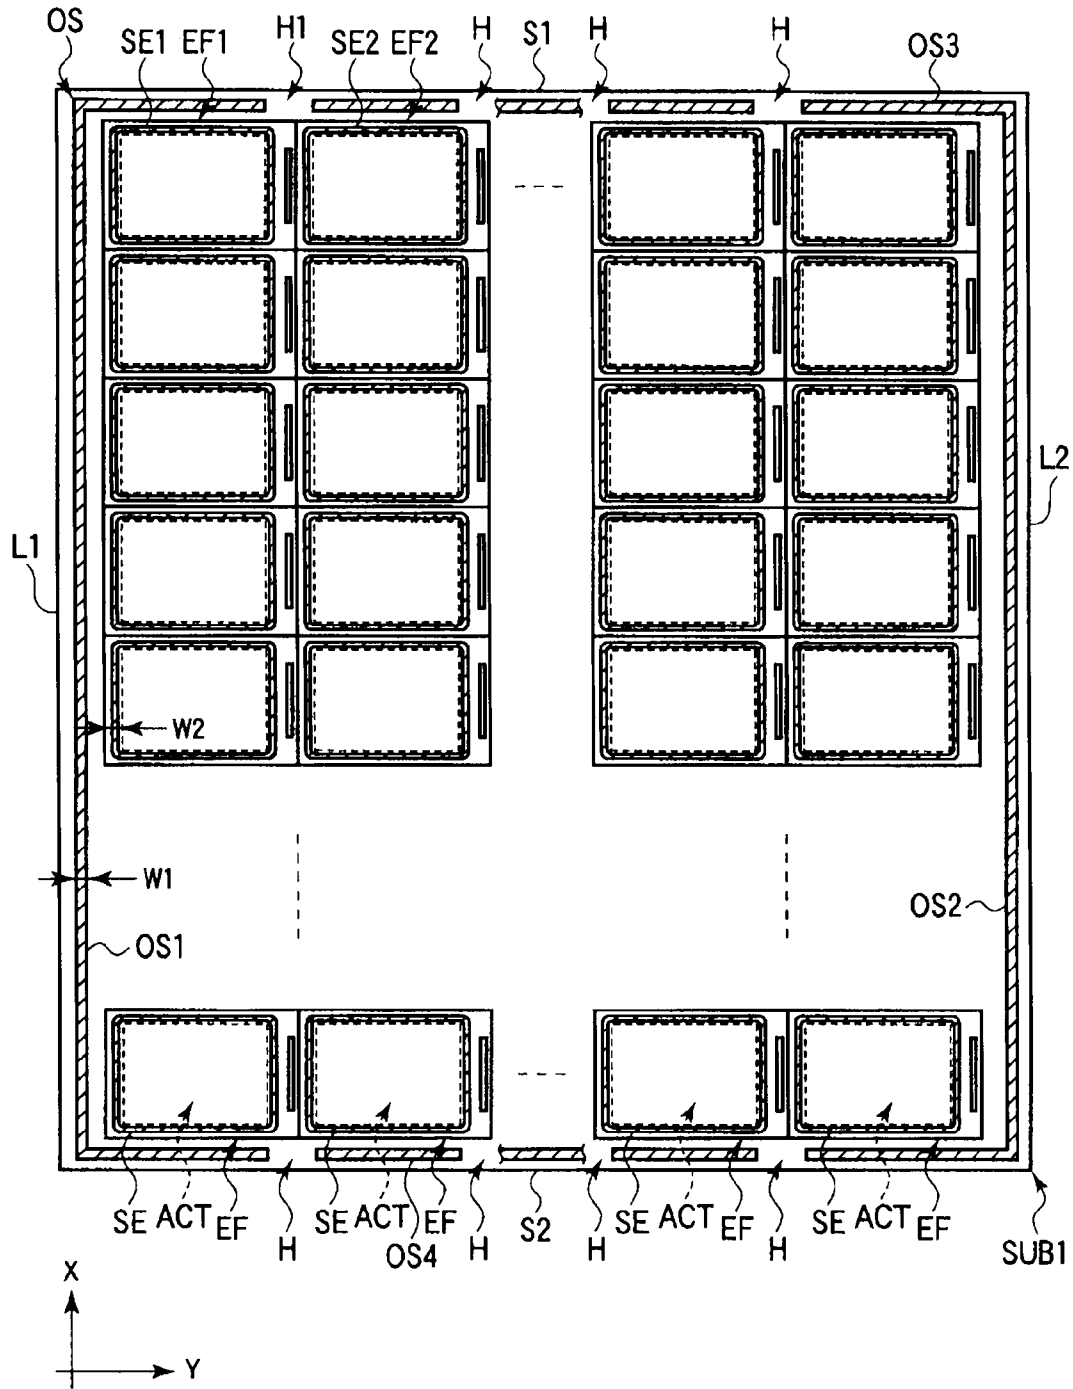 OS SE1 EF1 H1 SE2 EF2 H S1 H H OS3
L2
L1
W2
W1
OS2
OS1
SE ACT EF H SE ACT OS4 EF H S2 H SE ACT EF H SE ACT EF SUB1
X
Y